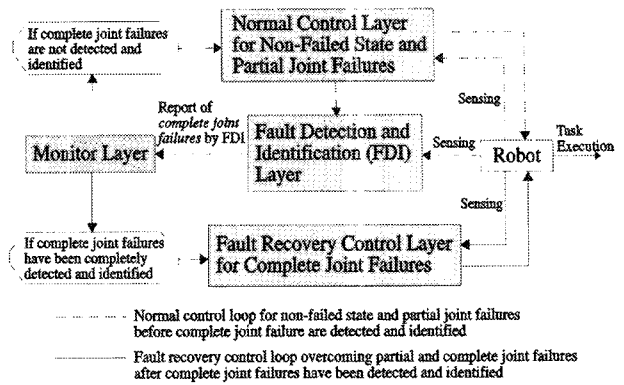 If complete joint failures
are not detected and
identified
Normal Control Layer
for Non-Failed State and
Partial Joint Failures
Sensing
Report of
complete joint
failures by FDI
Monitor Layer
Fault Detection and
Identification (FDI)
Layer
Sensing
Robot
Task
Execution
Sensing
If complete joint failures
have been completely
detected and identified
Fault Recovery Control Layer
for Complete Joint Failures
Normal control loop for non-failed state and partial joint failures
before complete joint failure are detected and identified
Fault recovery control loop overcoming partial and complete joint failures
after complete joint failures have been detected and identified